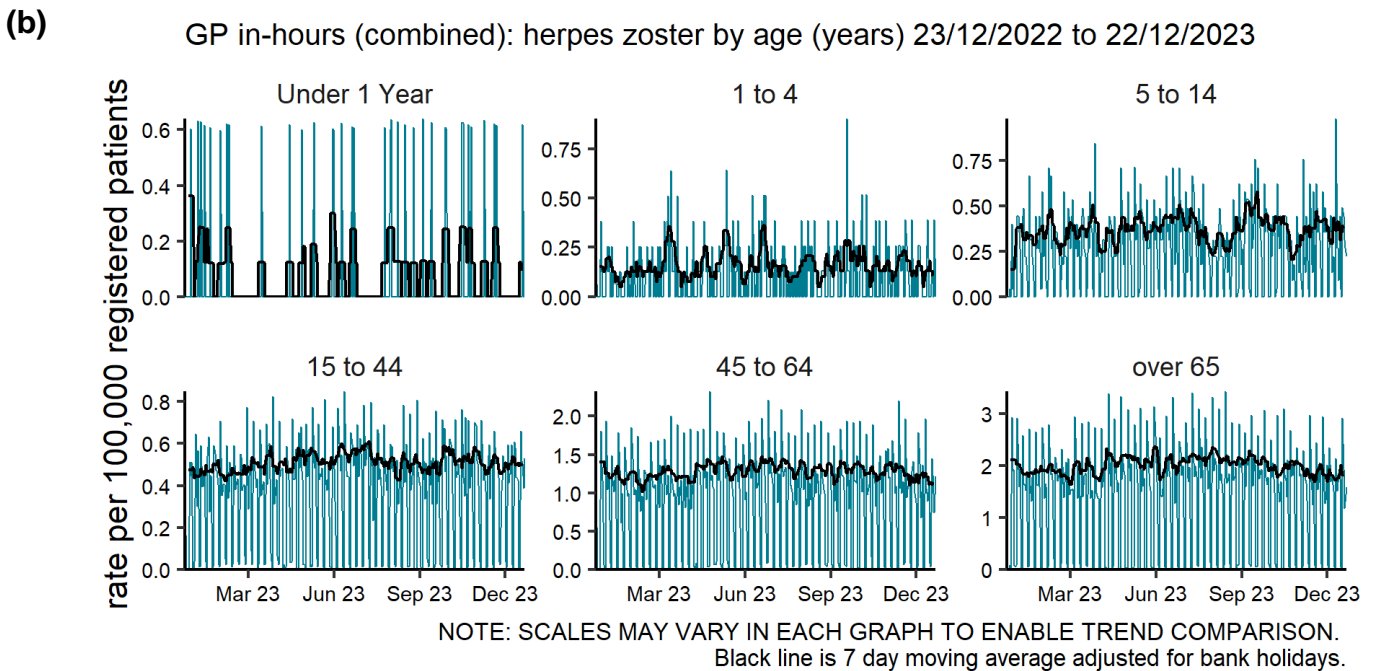 (b)
GP in-hours (combined): herpes zoster by age (years) 23/12/2022 to 22/12/2023
rate per 100,000 registered patients
Under 1 Year
0.6
0.4
0.2
0.0
1 to 4
0.75
0.50
0.25
0.00
5 to 14
0.75
0.50
0.25
0.00
15 to 44
0.8
0.6
0.4
0.2
0.0
Mar 23 Jun 23 Sep 23 Dec 23
45 to 64
2.0
1.5
1.0
0.5
0.0
Mar 23 Jun 23 Sep 23 Dec 23
over 65
3
2
1
0
Mar 23 Jun 23 Sep 23 Dec 23
NOTE: SCALES MAY VARY IN EACH GRAPH TO ENABLE TREND COMPARISON.
Black line is 7 day moving average adjusted for bank holidays.